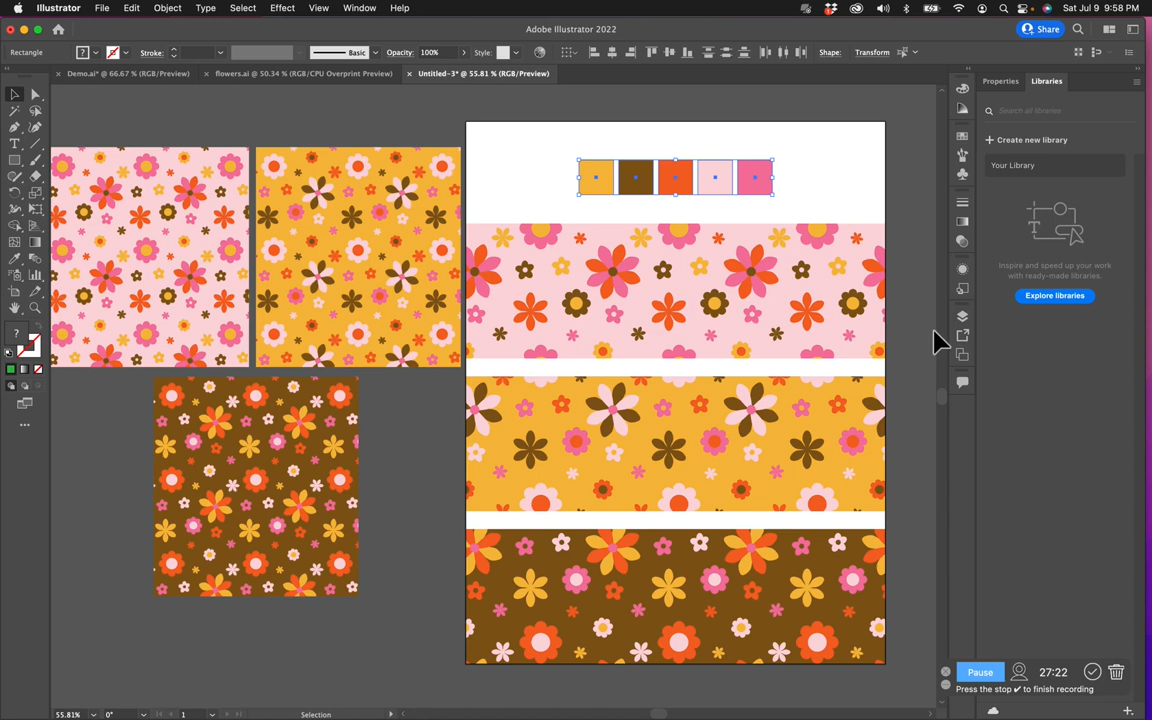 Illustrator File Edit Object Type Select Effect View Window Help
Sat Jul 9 9:58 PM
Adobe Illustrator 2022
Share
Rectangle ? Stroke: Basic Opacity: 100% Style: Shape: Transform
× Demo.ai* @ 66.67 % (RGB/Preview) × flowers.ai @ 50.34 % (RGB/CPU Overprint Preview) × Untitled-3* @ 55.81 % (RGB/Preview)
Properties Libraries
Search all libraries
+ Create new library
Your Library
Inspire and speed up your work
with ready-made libraries.
Explore libraries
?
Pause 27:22
Press the stop ✔ to finish recording
55.81% 0° 1 Selection